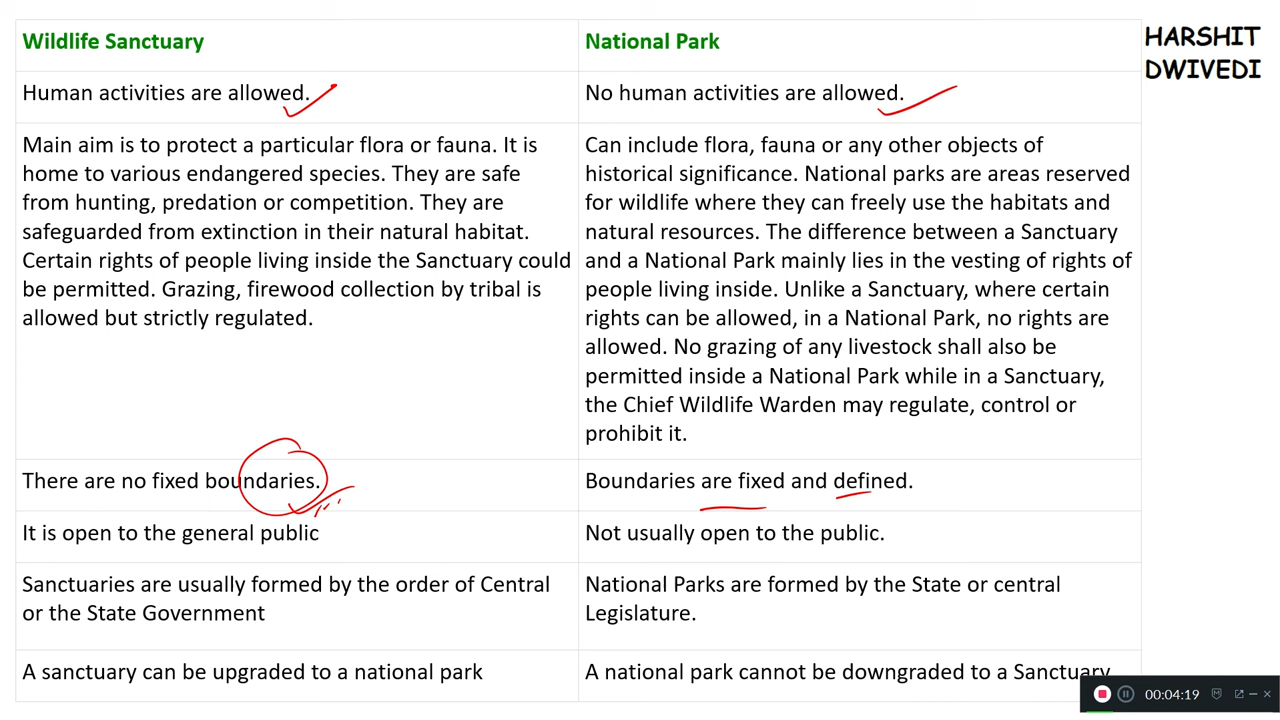 Wildlife Sanctuary
National Park
HARSHIT
DWIVEDI
Human activities are allowed.
No human activities are allowed.
Main aim is to protect a particular flora or fauna. It is
home to various endangered species. They are safe
from hunting, predation or competition. They are
safeguarded from extinction in their natural habitat.
Certain rights of people living inside the Sanctuary could
be permitted. Grazing, firewood collection by tribal is
allowed but strictly regulated.
Can include flora, fauna or any other objects of
historical significance. National parks are areas reserved
for wildlife where they can freely use the habitats and
natural resources. The difference between a Sanctuary
and a National Park mainly lies in the vesting of rights of
people living inside. Unlike a Sanctuary, where certain
rights can be allowed, in a National Park, no rights are
allowed. No grazing of any livestock shall also be
permitted inside a National Park while in a Sanctuary,
the Chief Wildlife Warden may regulate, control or
prohibit it.
There are no fixed boundaries.
Boundaries are fixed and defined.
It is open to the general public
Not usually open to the public.
Sanctuaries are usually formed by the order of Central
or the State Government
National Parks are formed by the State or central
Legislature.
A sanctuary can be upgraded to a national park
A national park cannot be downgraded to a Sanctuary
00:04:19